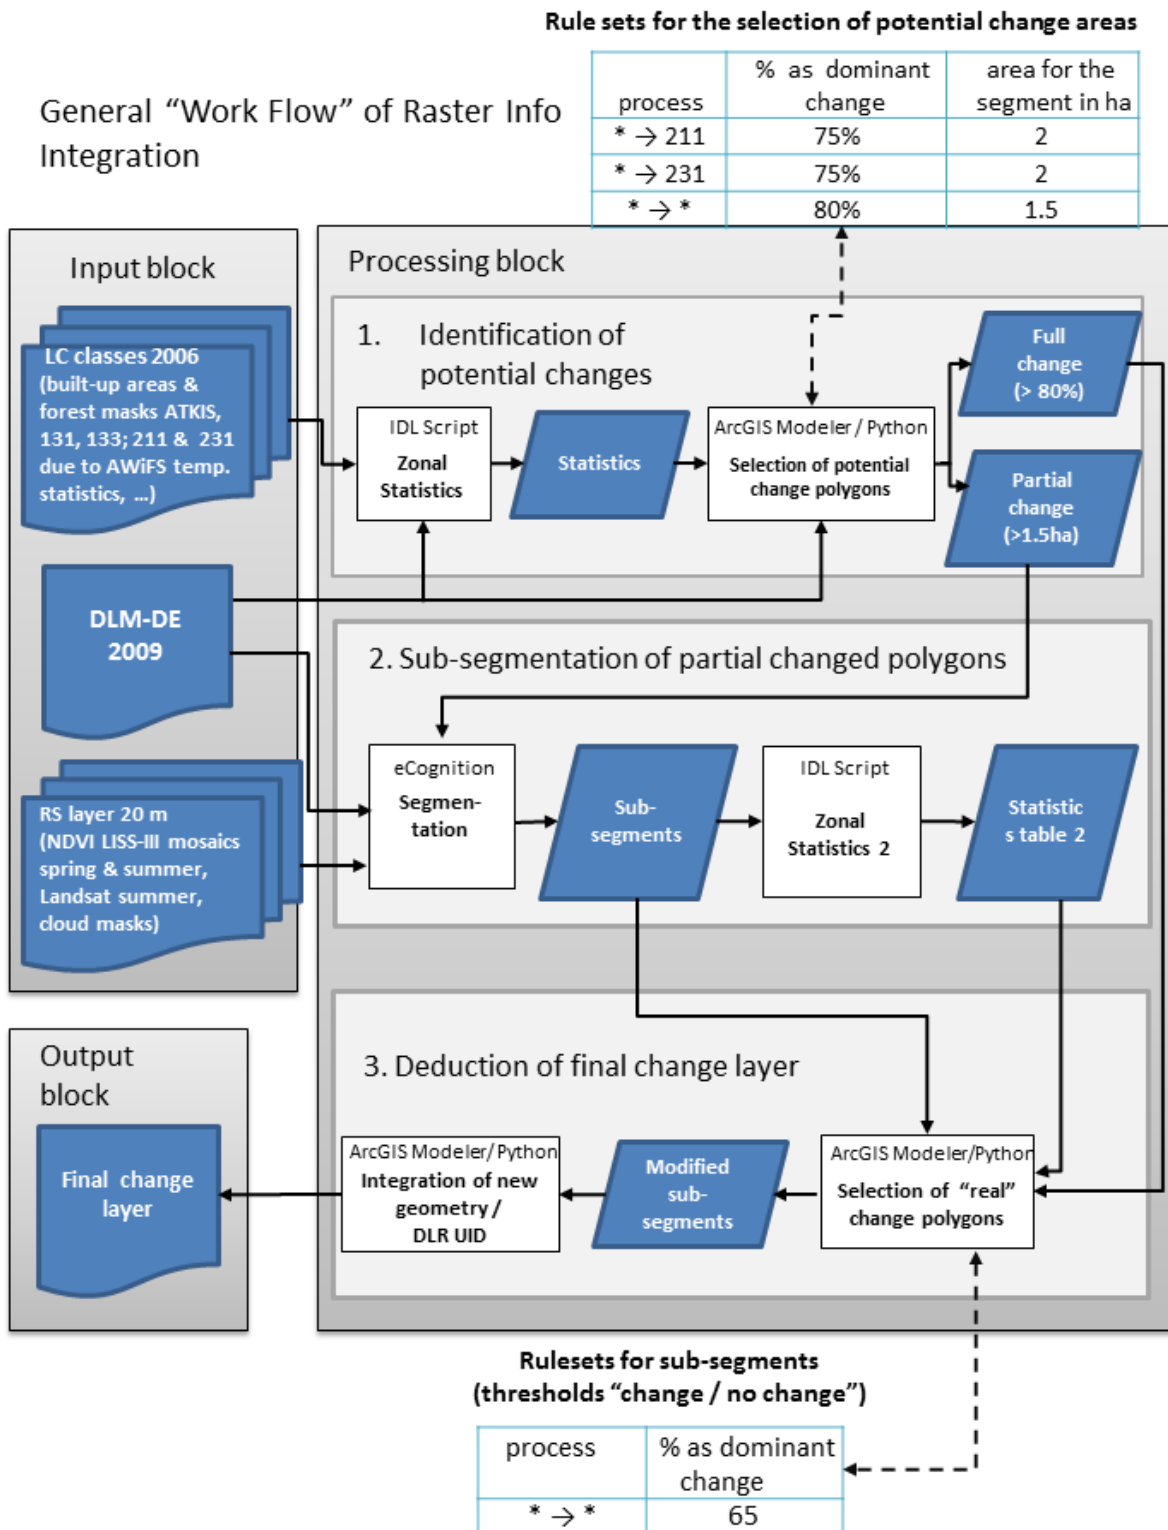 Rule sets for the selection of potential change areas
General “Work Flow” of Raster Info
Integration
process
% as dominant
change
area for the
segment in ha
* → 211
75%
2
* → 231
75%
2
* → *
80%
1.5
Input block
LC classes 2006
(built-up areas &
forest masks ATKIS,
131, 133; 211 & 231
due to AWiFS temp.
statistics, ...)
DLM-DE
2009
RS layer 20 m
(NDVI LISS-III mosaics
spring & summer,
Landsat summer,
cloud masks)
Processing block
1. Identification of
potential changes
IDL Script
Zonal
Statistics
Statistics
ArcGIS Modeler / Python
Selection of potential
change polygons
Full
change
(> 80%)
Partial
change
(>1.5ha)
2. Sub-segmentation of partial changed polygons
eCognition
Segmen-
tation
Sub-
segments
IDL Script
Zonal
Statistics 2
Statistic
s table 2
3. Deduction of final change layer
ArcGIS Modeler/Python
Selection of “real”
change polygons
Modified
sub-
segments
ArcGIS Modeler/Python
Integration of new
geometry /
DLR UID
Output
block
Final change
layer
Rulesets for sub-segments
(thresholds “change / no change”)
process
% as dominant
change
* → *
65